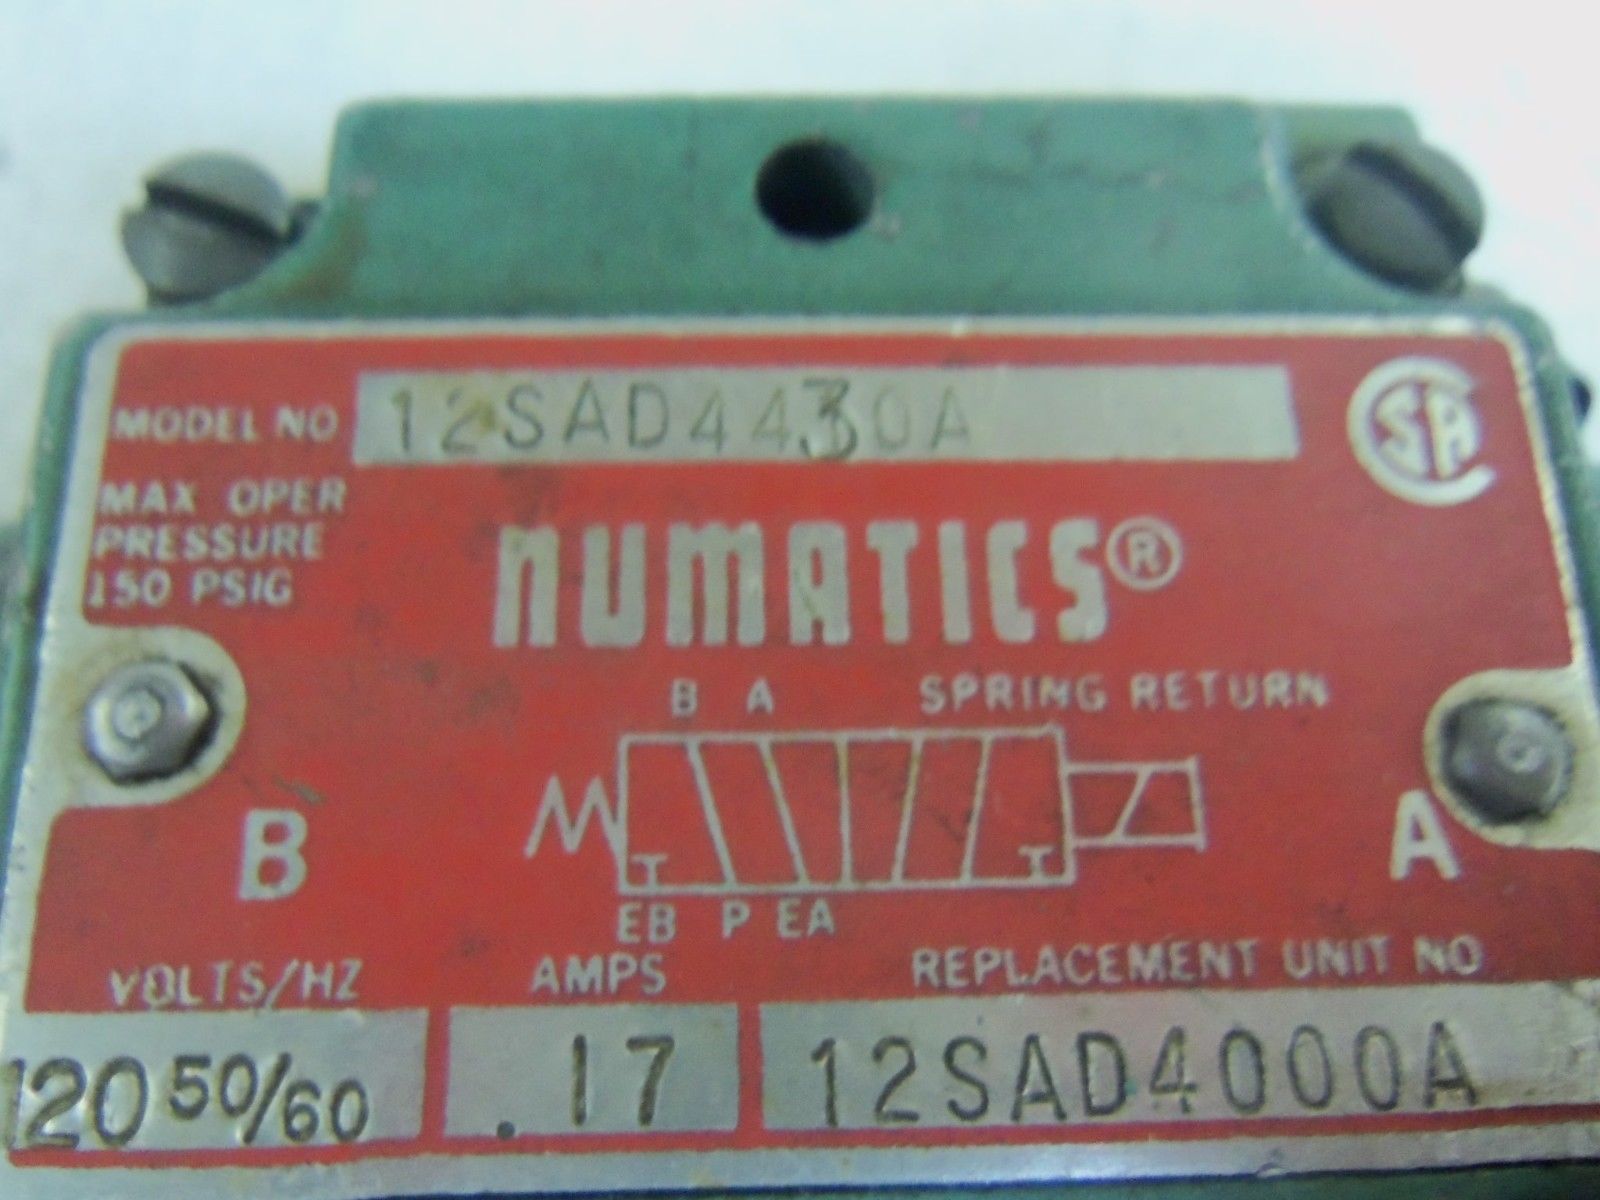 MODEL NO 12SAD4430A
CSA
MAX OPER
PRESSURE
150 PSIG
NUMATICS®
B A SPRING RETURN
B A
EB P EA
VOLTS/HZ AMPS REPLACEMENT UNIT NO
120 50/60 .17 12SAD4000A